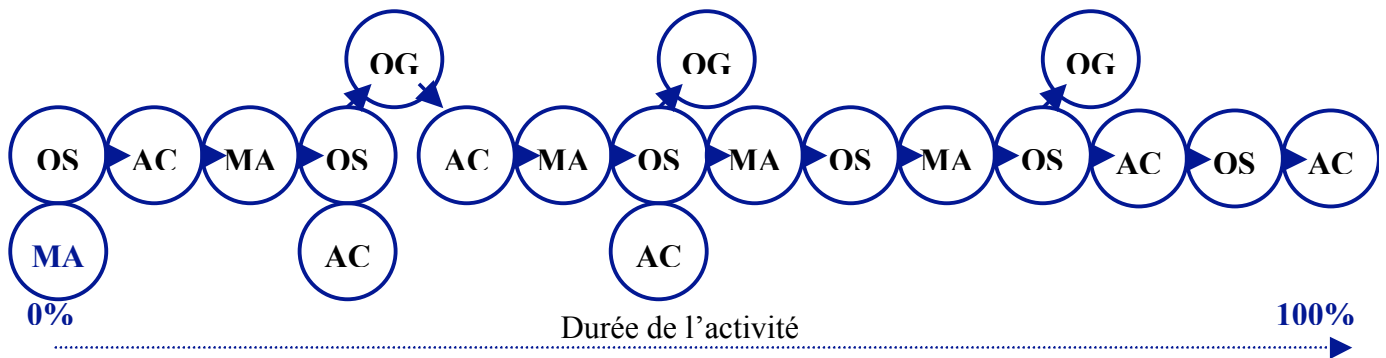 OG OG OG
OS AC MA OS AC MA OS MA OS MA OS AC OS AC
MA AC AC
0% 100%
Durée de l'activité